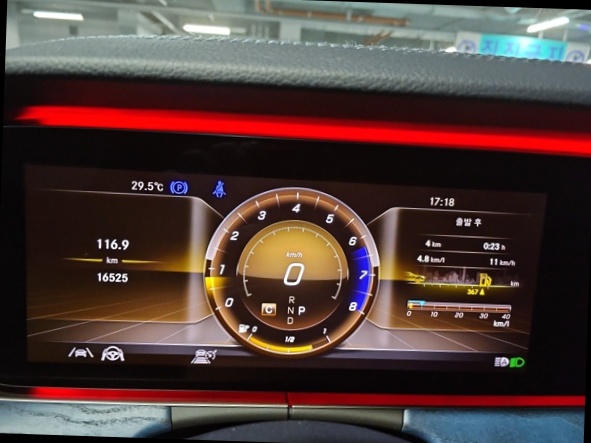 29.5°C P
17:18
출발 후
4 km 0:23 h
4.8 km/l 11 km/h
367 km
0 10 20 30 40
km/l
116.9
km
16525
0 1 2 3 4 5 6 7 8
km/h
0
C
R
N P
D
0 1/2 1